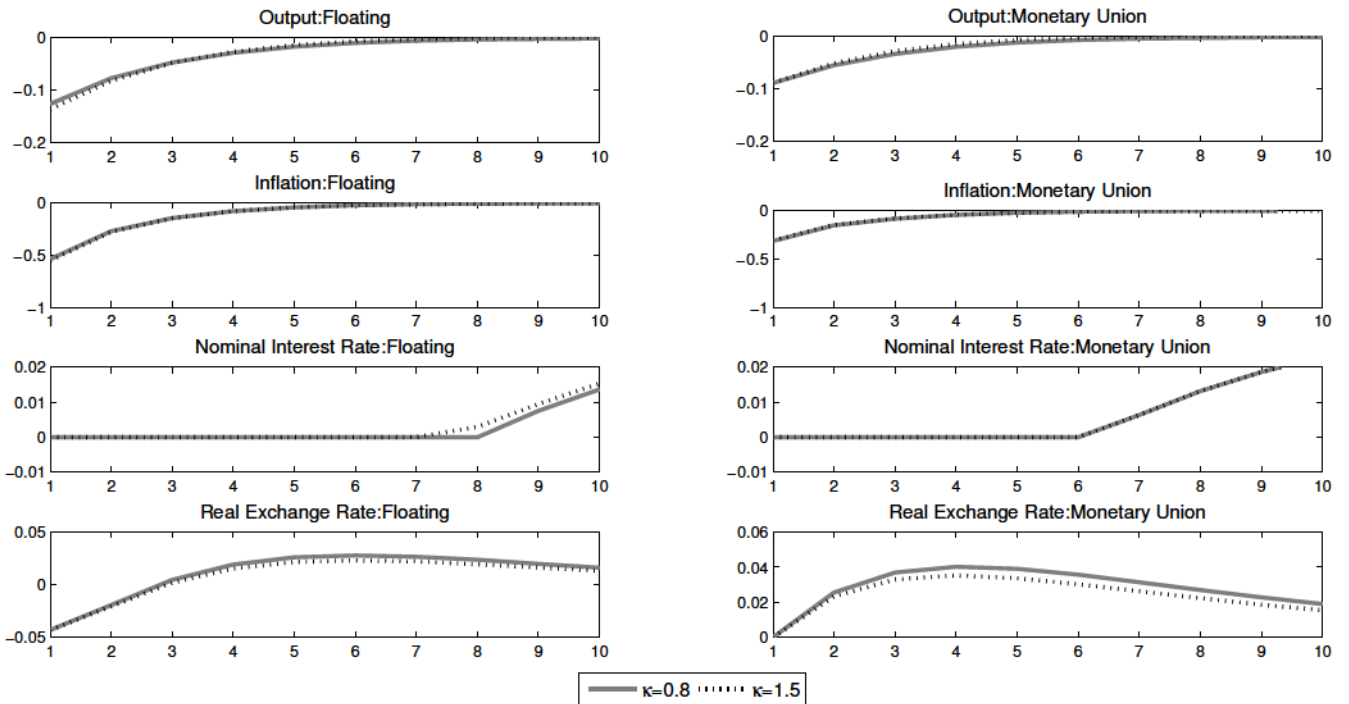 Output:Floating
0
−0.1
−0.2
1 2 3 4 5 6 7 8 9 10
Output:Monetary Union
0
−0.1
−0.2
1 2 3 4 5 6 7 8 9 10
Inflation:Floating
0
−0.5
−1
1 2 3 4 5 6 7 8 9 10
Inflation:Monetary Union
0
−0.5
−1
1 2 3 4 5 6 7 8 9 10
Nominal Interest Rate:Floating
0.02
0.01
0
−0.01
1 2 3 4 5 6 7 8 9 10
Nominal Interest Rate:Monetary Union
0.02
0.01
0
−0.01
1 2 3 4 5 6 7 8 9 10
Real Exchange Rate:Floating
0.05
0
−0.05
1 2 3 4 5 6 7 8 9 10
Real Exchange Rate:Monetary Union
0.06
0.04
0.02
0
1 2 3 4 5 6 7 8 9 10
κ=0.8 κ=1.5